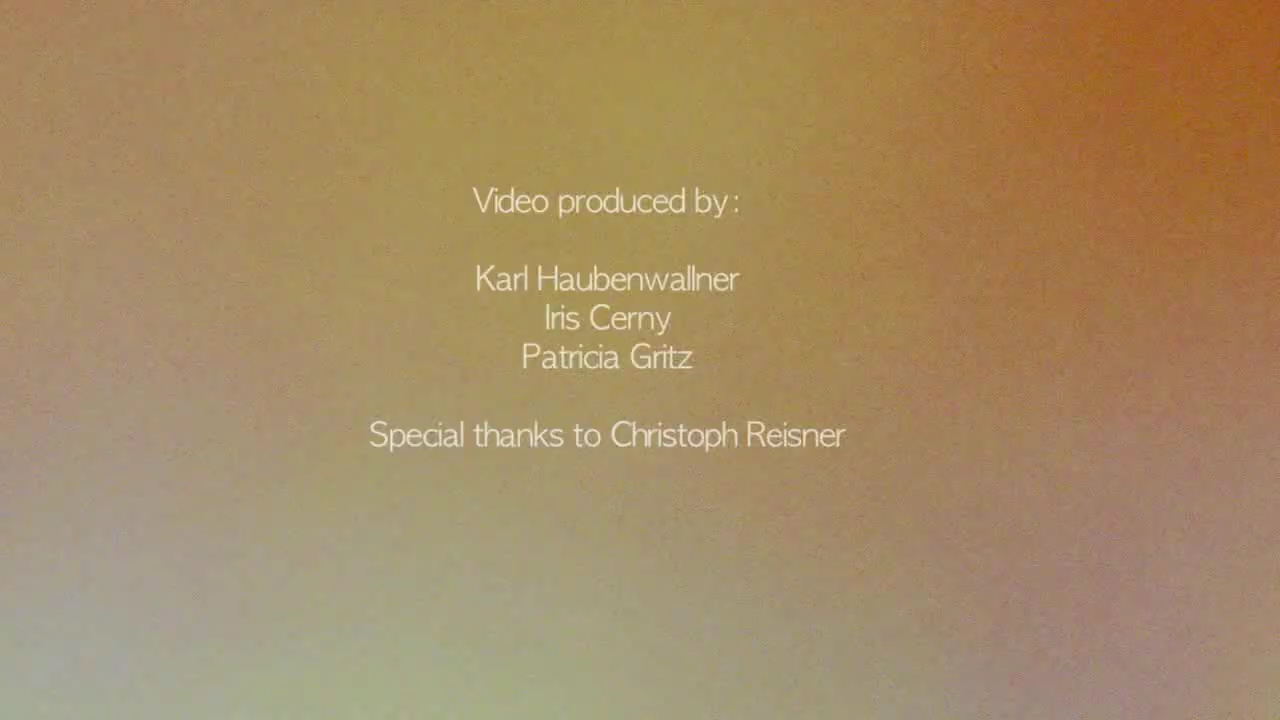 Video produced by:
Karl Haubenwallner
Iris Cerny
Patricia Gritz
Special thanks to Christoph Reisner